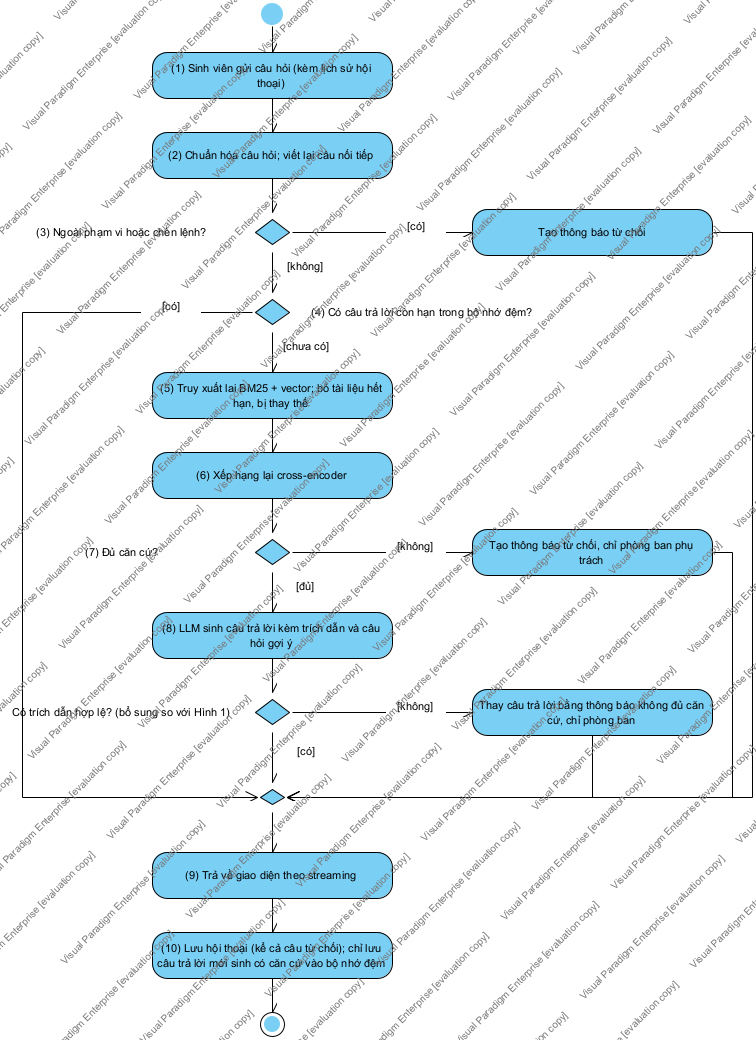 (1) Sinh viên gửi câu hỏi (kèm lịch sử hội
thoại)
(2) Chuẩn hóa câu hỏi; viết lại câu nối tiếp
(3) Ngoài phạm vi hoặc chèn lệnh?
[có]
Tạo thông báo từ chối
[không]
[có]
(4) Có câu trả lời còn hạn trong bộ nhớ đệm?
[chưa có]
(5) Truy xuất lai BM25 + vector; bỏ tài liệu hết
hạn, bị thay thế
(6) Xếp hạng lại cross-encoder
(7) Đủ căn cứ?
[không]
Tạo thông báo từ chối, chỉ phòng ban phụ
trách
[đủ]
(8) LLM sinh câu trả lời kèm trích dẫn và câu
hỏi gợi ý
Có trích dẫn hợp lệ? (bổ sung so với Hình 1)
[không]
Thay câu trả lời bằng thông báo không đủ căn
cứ, chỉ phòng ban
[có]
(9) Trả về giao diện theo streaming
(10) Lưu hội thoại (kể cả câu từ chối); chỉ lưu
câu trả lời mới sinh có căn cứ vào bộ nhớ đệm
Visual Paradigm Enterprise [evaluation copy]